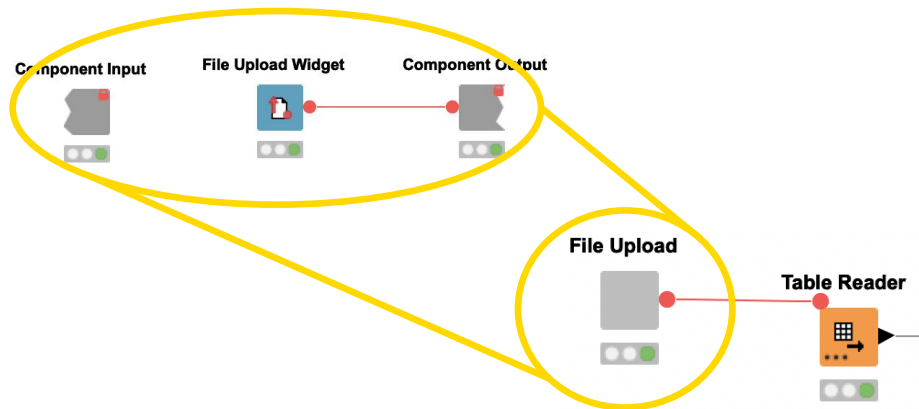 Component Input
File Upload Widget
Component Output
File Upload
Table Reader